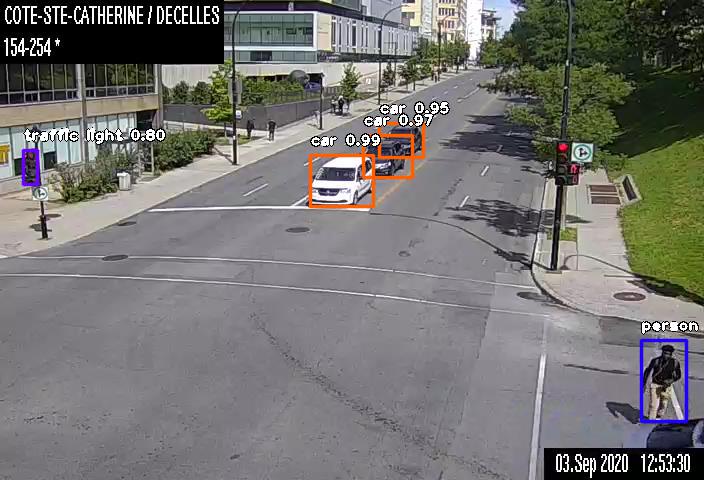 COTE-STE-CATHERINE / DECELLES
154-254 *
car 0.95
car 0.97
traffic light 0.80
car 0.99
person
03.Sep 2020 12:53:30